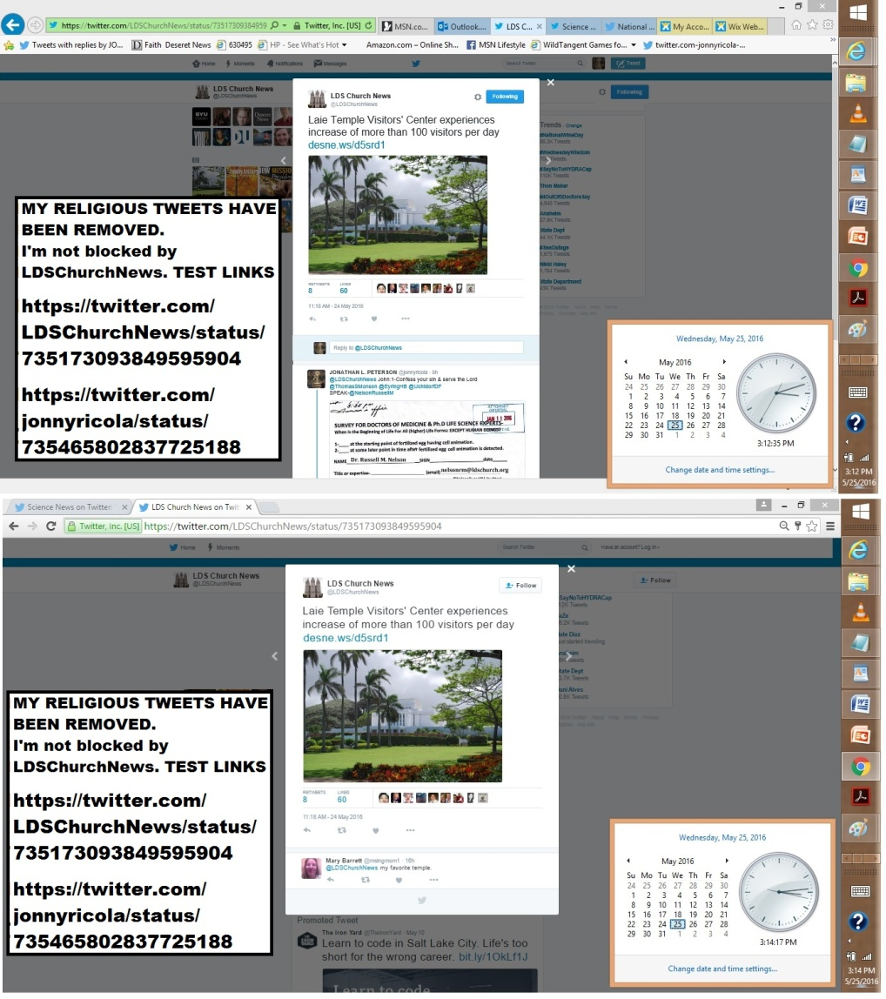 https://twitter.com/LDSChurchNews/status/73517309384959
Twitter, Inc. [US]
MSN.co...
Outlook....
LDS C...
Science ...
National ...
My Acco...
Wix Web...
Tweets with replies by JO...
Faith Deseret News
630495
HP - See What's Hot
Amazon.com – Online Sh...
MSN Lifestyle
WildTangent Games fo...
twitter.com-jonnyricola-...
Home
Moments
Notifications
Messages
Search Twitter
Tweet
LDS Church News
@LDSChurchNews
Following
LDS Church News
@LDSChurchNews
Following
Laie Temple Visitors' Center experiences
increase of more than 100 visitors per day
desne.ws/d5srd1
RETWEETS
8
LIKES
60
11:18 AM - 24 May 2016
Reply to @LDSChurchNews
JONATHAN L. PETERSON @jonnyricola · 8h
@LDSChurchNews John:1-Confess your sin & serve the Lord
@ThomasSMonson @EyringHB @UchtdorfDF
SPEAK-@NelsonRussellM
ATTORNEY
GENERAL
JAN 11 2016
SURVEY FOR DOCTORS OF MEDICINE & Ph.D LIFE SCIENCE EXPERTS-
When is the Beginning of Life For All (higher) Life Forms: EXCEPT HUMAN BEINGS?
1-____ at the starting point of fertilized egg having cell animation.
2-____ at some later point in time after fertilized egg cell animation is detected.
NAME Dr. Russell M. Nelson SIGN date
Title or expertise- (email) nelsonrm@ldschurch.org
Trends · Change
#NationalWineDay
#WednesdayWisdom
#SayNoToHYDRACap
Thon Maker
#MyOutOfDoctorsSay
Anaheim
State Dept
Nikki Haley
State Department
MY RELIGIOUS TWEETS HAVE
BEEN REMOVED.
I'm not blocked by
LDSChurchNews. TEST LINKS
https://twitter.com/
LDSChurchNews/status/
735173093849595904
https://twitter.com/
jonnyricola/status/
735465802837725188
Wednesday, May 25, 2016
May 2016
Su Mo Tu We Th Fr Sa
24 25 26 27 28 29 30
1 2 3 4 5 6 7
8 9 10 11 12 13 14
15 16 17 18 19 20 21
22 23 24 25 26 27 28
29 30 31 1 2 3 4
3:12:35 PM
Change date and time settings...
3:12 PM
5/25/2016
Science News on Twitter:
LDS Church News on Twit
Twitter, Inc. [US]
https://twitter.com/LDSChurchNews/status/735173093849595904
Home
Moments
Search Twitter
Have an account? Log in
LDS Church News
@LDSChurchNews
Follow
LDS Church News
@LDSChurchNews
Follow
Laie Temple Visitors' Center experiences
increase of more than 100 visitors per day
desne.ws/d5srd1
RETWEETS
8
LIKES
60
11:18 AM - 24 May 2016
Mary Barrett @mstngmom1 · 16h
@LDSChurchNews my favorite temple.
Promoted Tweet
The Iron Yard @TheIronYard · May 10
Learn to code in Salt Lake City. Life's too
short for the wrong career. bit.ly/1OkLf1J
Learn to code
SayNoToHYDRACap
State Dept
Dani Alves
MY RELIGIOUS TWEETS HAVE
BEEN REMOVED.
I'm not blocked by
LDSChurchNews. TEST LINKS
https://twitter.com/
LDSChurchNews/status/
735173093849595904
https://twitter.com/
jonnyricola/status/
735465802837725188
Wednesday, May 25, 2016
May 2016
Su Mo Tu We Th Fr Sa
24 25 26 27 28 29 30
1 2 3 4 5 6 7
8 9 10 11 12 13 14
15 16 17 18 19 20 21
22 23 24 25 26 27 28
29 30 31 1 2 3 4
3:14:17 PM
Change date and time settings...
3:14 PM
5/25/2016